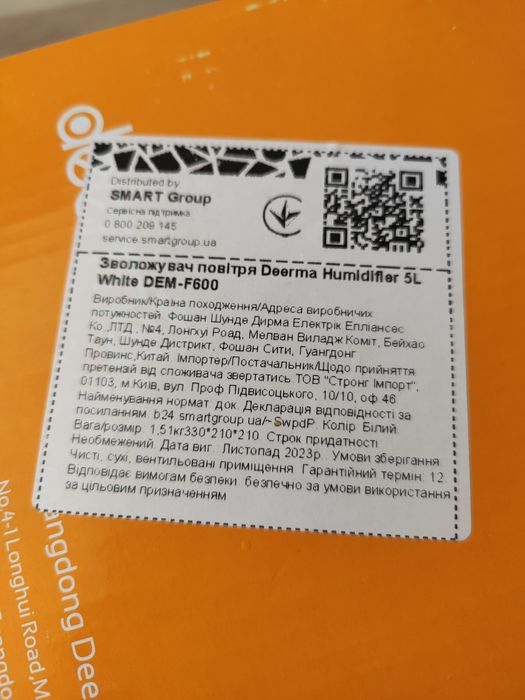 Distributed by
SMART Group
Сервісна підтримка
0 800 209 145
service.smartgroup.ua
Зволожувач повітря Deerma Humidifier 5L
White DEM-F600
Виробник/Країна походження/Адреса виробничих
потужностей: Фошан Шунде Дирма Електрік Епплiансес
Ко.,ЛТД., №4, Лонгхуі Роад, Мелван Виладж Коміт, Бейхао
Таун, Шунде Дистрикт, Фошан Сити, Гуангдонг
Провинс,Китай. Імпортер/Постачальник/Щодо прийняття
претензій від споживача звертатись ТОВ "Стронг Імпорт",
01103, м.Київ, вул. Проф Підвисоцького, 10/10, оф 46.
Найменування нормат. док. Декларація відповідності за
посиланням: b24.smartgroup.ua/~SwpdP. Колір: Білий.
Вага/розмір: 1,51кг330*210*210. Строк придатності:
Необмежений. Дата виг.: Листопад 2023р.. Умови зберігання:
Чисті, сухі, вентильовані приміщення. Гарантійний термін: 12.
Відповідає вимогам безпеки: безпечно за умови використання
за цільовим призначенням
angdong Dee
No.4-1 Longhui Road, M